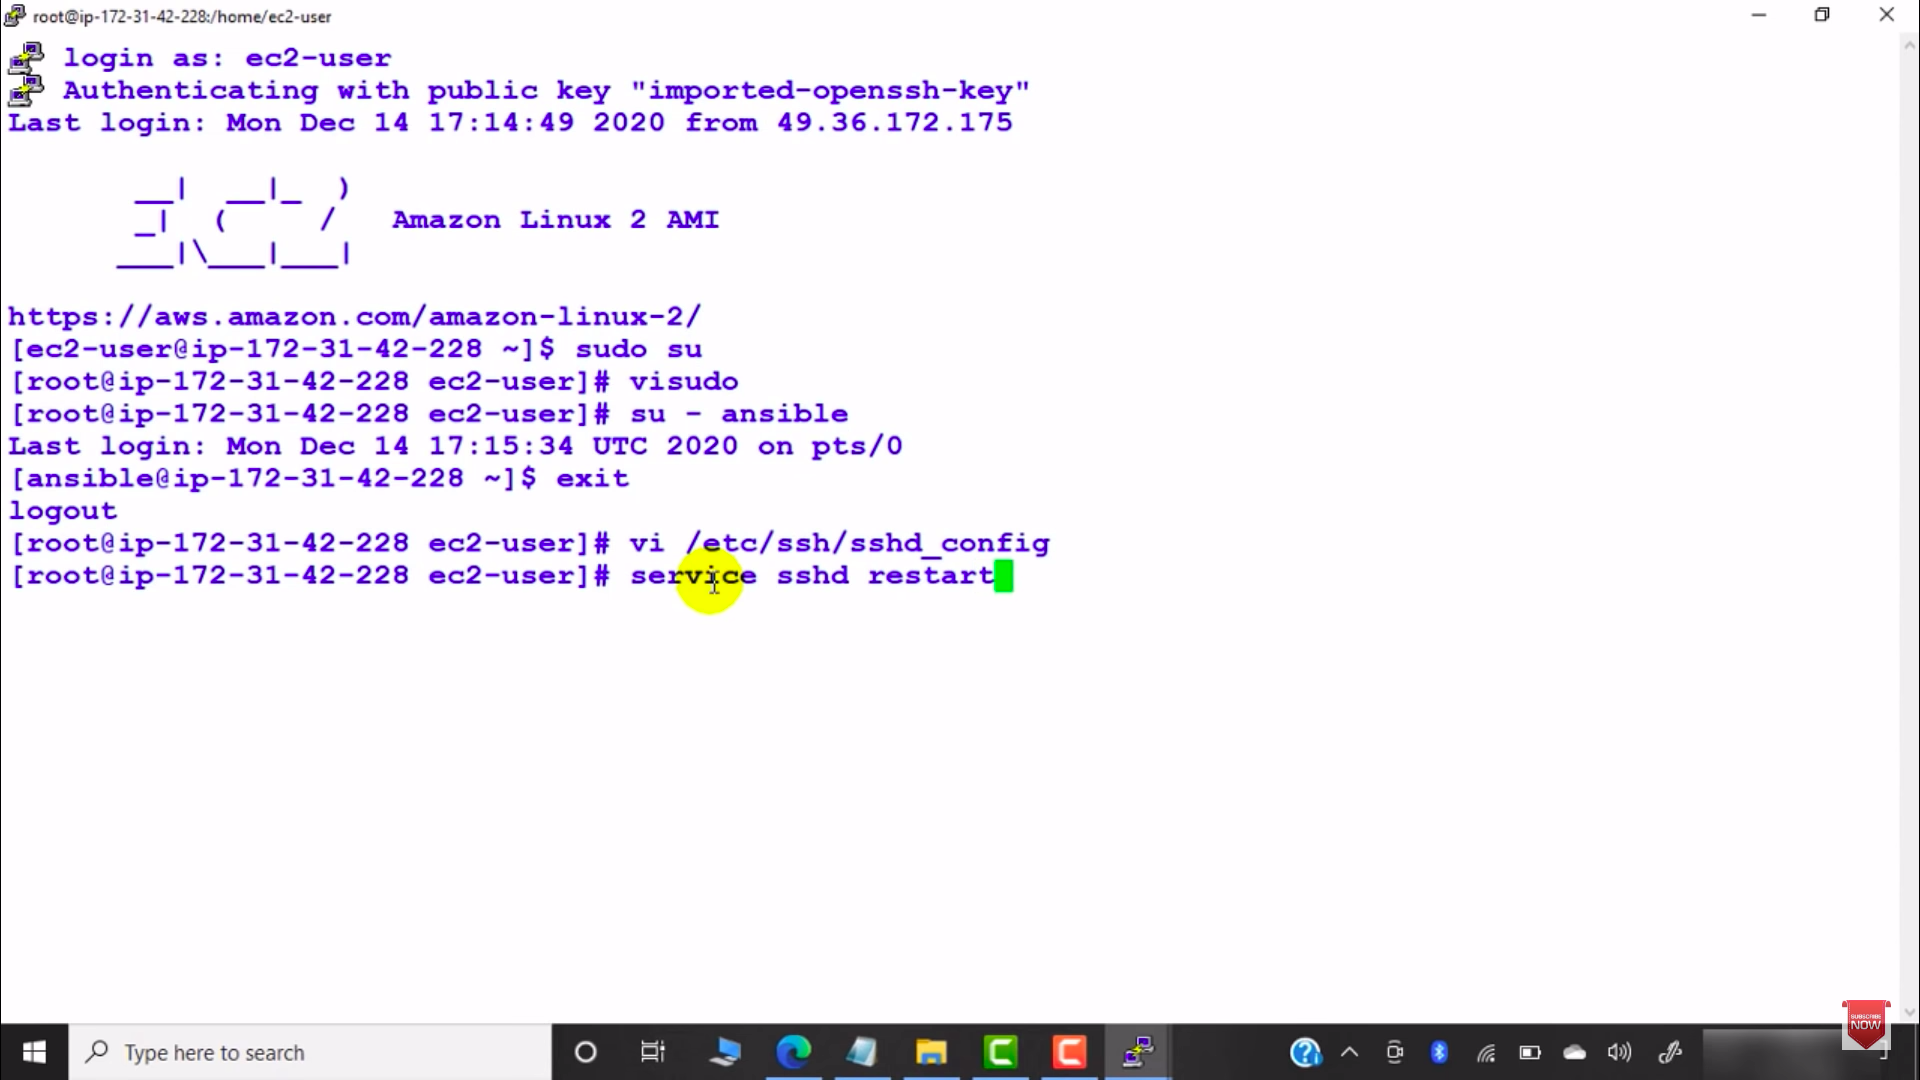 root@ip-172-31-42-228:/home/ec2-user
login as: ec2-user
Authenticating with public key "imported-openssh-key"
Last login: Mon Dec 14 17:14:49 2020 from 49.36.172.175
       __|  __|_  )
       _|  (     /   Amazon Linux 2 AMI
      ___|\___|___|
https://aws.amazon.com/amazon-linux-2/
[ec2-user@ip-172-31-42-228 ~]$ sudo su
[root@ip-172-31-42-228 ec2-user]# visudo
[root@ip-172-31-42-228 ec2-user]# su - ansible
Last login: Mon Dec 14 17:15:34 UTC 2020 on pts/0
[ansible@ip-172-31-42-228 ~]$ exit
logout
[root@ip-172-31-42-228 ec2-user]# vi /etc/ssh/sshd_config
[root@ip-172-31-42-228 ec2-user]# service sshd restart
SUBSCRIBE
NOW
Type here to search